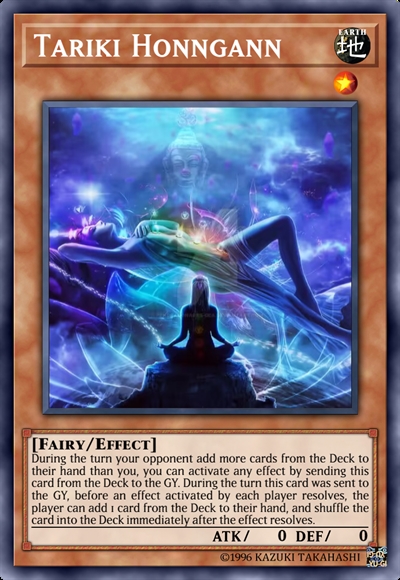 TARIKI HONNGANN
EARTH
地
[FAIRY/EFFECT]
During the turn your opponent add more cards from the Deck to
their hand than you, you can activate any effect by sending
this card from the Deck to the GY. During the turn this card was sent to
the GY, before an effect activated by each player resolves, the
player can add 1 card from the Deck to their hand, and shuffle the
card into the Deck immediately after the effect resolves.
ATK/ 0 DEF/ 0
©1996 KAZUKI TAKAHASHI